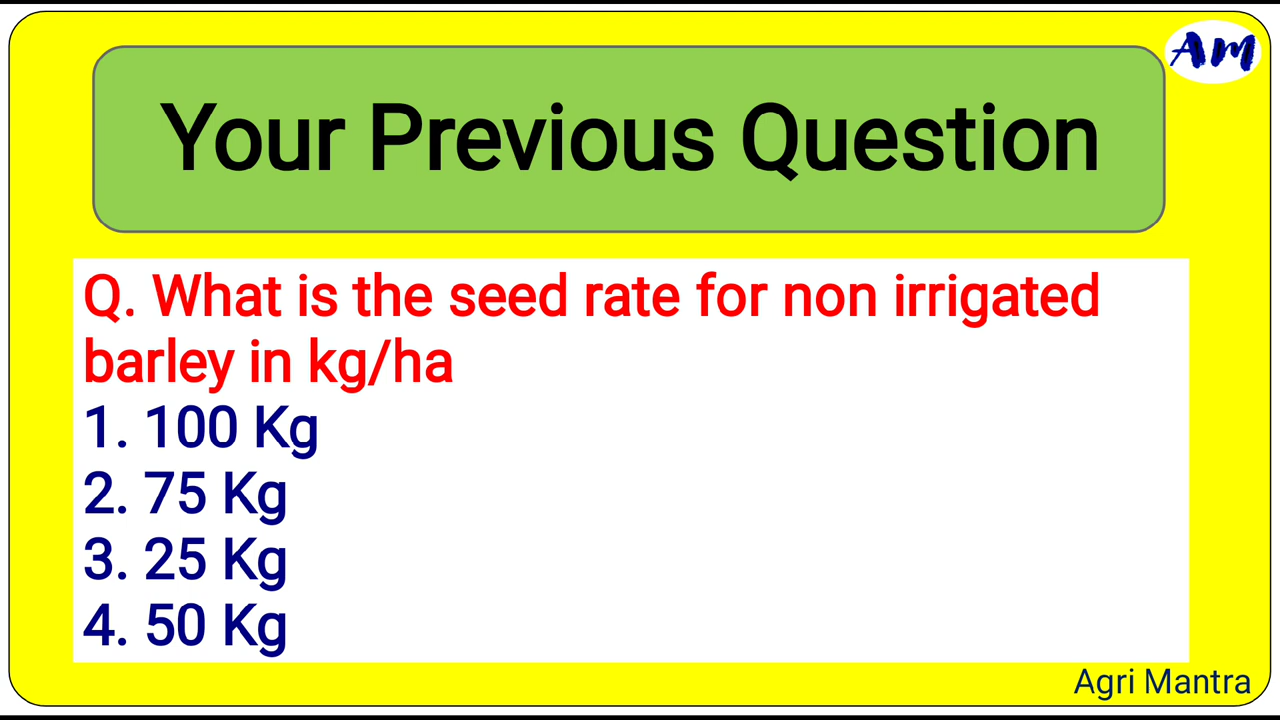 AM
Your Previous Question
Q. What is the seed rate for non irrigated
barley in kg/ha
1. 100 Kg
2. 75 Kg
3. 25 Kg
4. 50 Kg
Agri Mantra